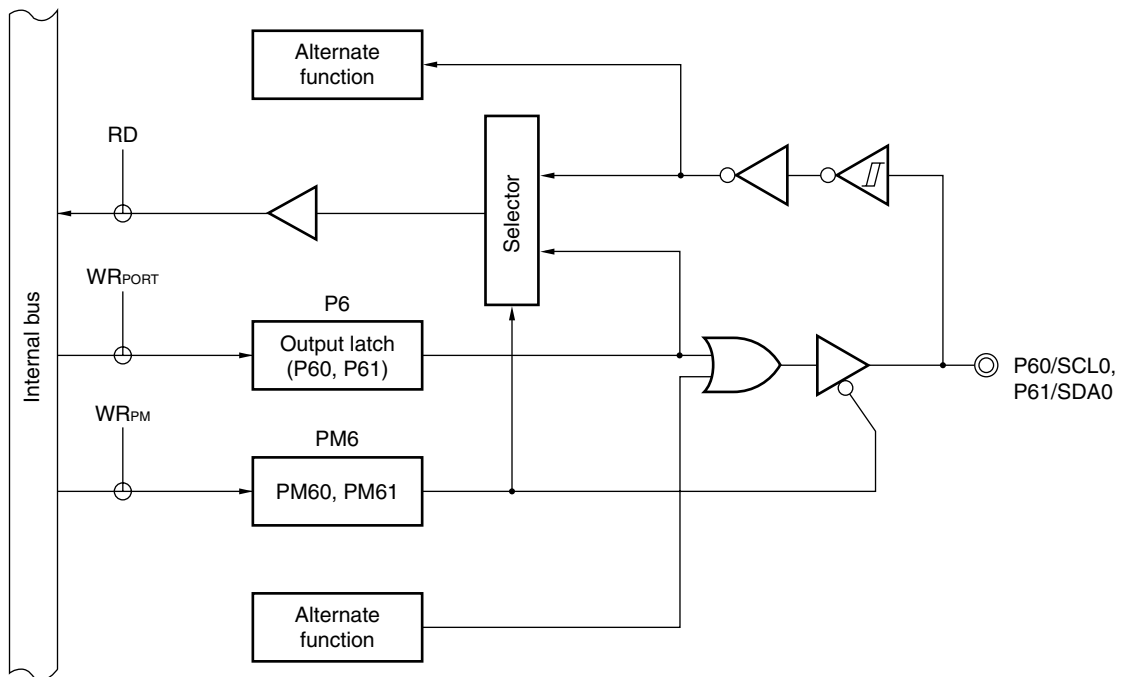 Alternate
function
RD
Selector
WRPORT
P6
Output latch
(P60, P61)
Internal bus
P60/SCL0,
P61/SDA0
WRPM
PM6
PM60, PM61
Alternate
function